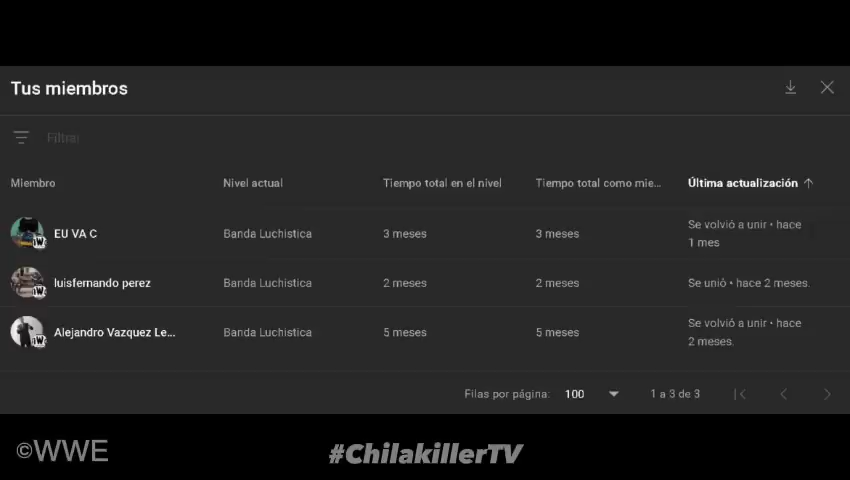 Tus miembros
Filtrar
Miembro Nivel actual Tiempo total en el nivel Tiempo total como mie... Última actualización
EU VA C Banda Luchistica 3 meses 3 meses Se volvió a unir • hace
1 mes
luisfernando perez Banda Luchistica 2 meses 2 meses Se unió • hace 2 meses.
Alejandro Vazquez Le... Banda Luchistica 5 meses 5 meses Se volvió a unir • hace
2 meses.
Filas por página: 100 1 a 3 de 3
©WWE #ChilakillerTV